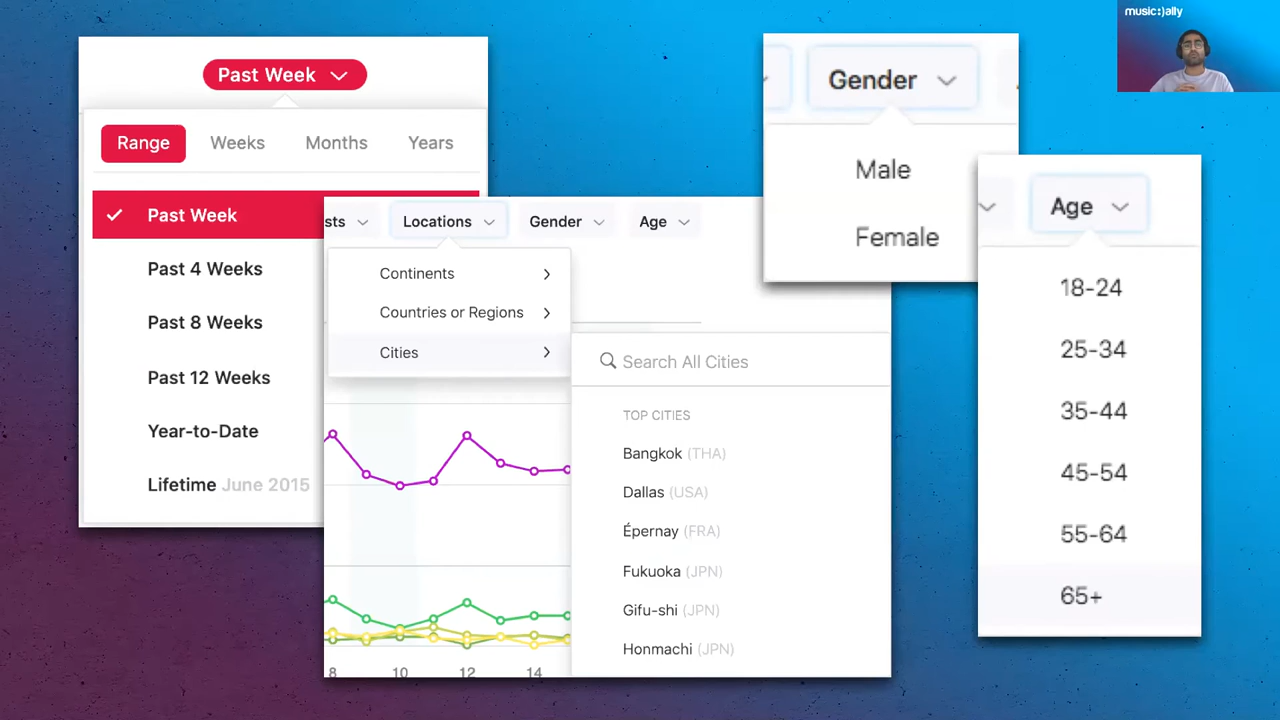 music:)ally
Past Week
Range Weeks Months Years
Past Week
Past 4 Weeks
Past 8 Weeks
Past 12 Weeks
Year-to-Date
Lifetime June 2015
sts Locations Gender Age
Continents
Countries or Regions
Cities
Search All Cities
TOP CITIES
Bangkok (THA)
Dallas (USA)
Épernay (FRA)
Fukuoka (JPN)
Gifu-shi (JPN)
Honmachi (JPN)
8 10 12 14
Gender
Male
Female
Age
18-24
25-34
35-44
45-54
55-64
65+